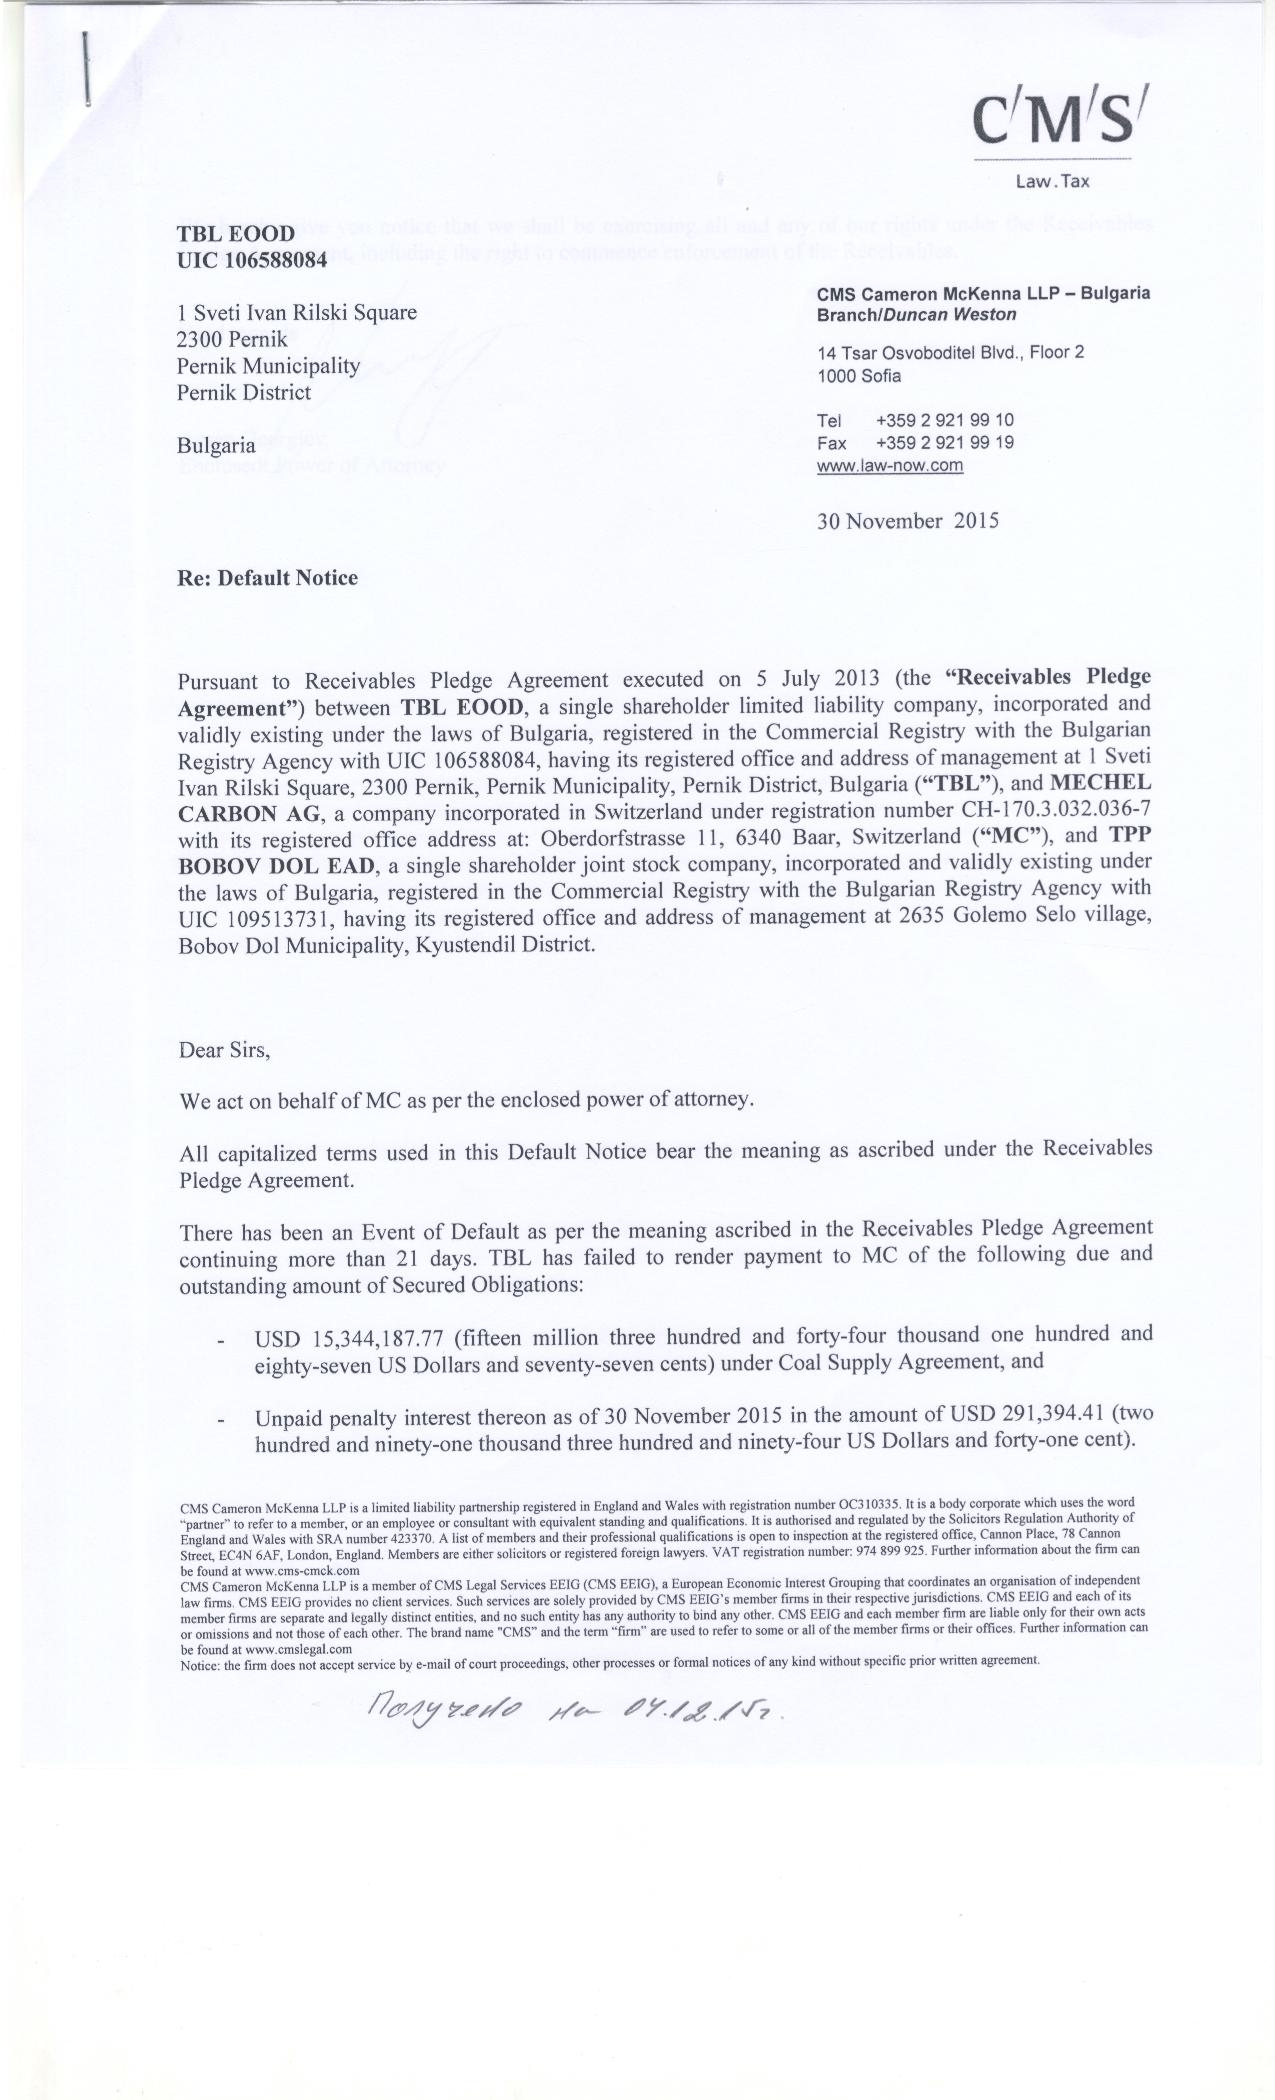 C/M/S/
Law.Tax
TBL EOOD
UIC 106588084
1 Sveti Ivan Rilski Square
2300 Pernik
Pernik Municipality
Pernik District
Bulgaria
CMS Cameron McKenna LLP – Bulgaria
Branch/Duncan Weston
14 Tsar Osvoboditel Blvd., Floor 2
1000 Sofia
Tel +359 2 921 99 10
Fax +359 2 921 99 19
www.law-now.com
30 November 2015
Re: Default Notice
Pursuant to Receivables Pledge Agreement executed on 5 July 2013 (the “Receivables Pledge
Agreement”) between TBL EOOD, a single shareholder limited liability company, incorporated and
validly existing under the laws of Bulgaria, registered in the Commercial Registry with the Bulgarian
Registry Agency with UIC 106588084, having its registered office and address of management at 1 Sveti
Ivan Rilski Square, 2300 Pernik, Pernik Municipality, Pernik District, Bulgaria (“TBL”), and MECHEL
CARBON AG, a company incorporated in Switzerland under registration number CH-170.3.032.036-7
with its registered office address at: Oberdorfstrasse 11, 6340 Baar, Switzerland (“MC”), and TPP
BOBOV DOL EAD, a single shareholder joint stock company, incorporated and validly existing under
the laws of Bulgaria, registered in the Commercial Registry with the Bulgarian Registry Agency with
UIC 109513731, having its registered office and address of management at 2635 Golemo Selo village,
Bobov Dol Municipality, Kyustendil District.
Dear Sirs,
We act on behalf of MC as per the enclosed power of attorney.
All capitalized terms used in this Default Notice bear the meaning as ascribed under the Receivables
Pledge Agreement.
There has been an Event of Default as per the meaning ascribed in the Receivables Pledge Agreement
continuing more than 21 days. TBL has failed to render payment to MC of the following due and
outstanding amount of Secured Obligations:
- USD 15,344,187.77 (fifteen million three hundred and forty-four thousand one hundred and
eighty-seven US Dollars and seventy-seven cents) under Coal Supply Agreement, and
- Unpaid penalty interest thereon as of 30 November 2015 in the amount of USD 291,394.41 (two
hundred and ninety-one thousand three hundred and ninety-four US Dollars and forty-one cent).
CMS Cameron McKenna LLP is a limited liability partnership registered in England and Wales with registration number OC310335. It is a body corporate which uses the word
“partner” to refer to a member, or an employee or consultant with equivalent standing and qualifications. It is authorised and regulated by the Solicitors Regulation Authority of
England and Wales with SRA number 423370. A list of members and their professional qualifications is open to inspection at the registered office, Cannon Place, 78 Cannon
Street, EC4N 6AF, London, England. Members are either solicitors or registered foreign lawyers. VAT registration number: 974 899 925. Further information about the firm can
be found at www.cms-cmck.com
CMS Cameron McKenna LLP is a member of CMS Legal Services EEIG (CMS EEIG), a European Economic Interest Grouping that coordinates an organisation of independent
law firms. CMS EEIG provides no client services. Such services are solely provided by CMS EEIG's member firms in their respective jurisdictions. CMS EEIG and each of its
member firms are separate and legally distinct entities, and no such entity has any authority to bind any other. CMS EEIG and each member firm are liable only for their own acts
or omissions and not those of each other. The brand name "CMS" and the term “firm” are used to refer to some or all of the member firms or their offices. Further information can
be found at www.cmslegal.com
Notice: the firm does not accept service by e-mail of court proceedings, other processes or formal notices of any kind without specific prior written agreement.
Получено на 04.12.15г.